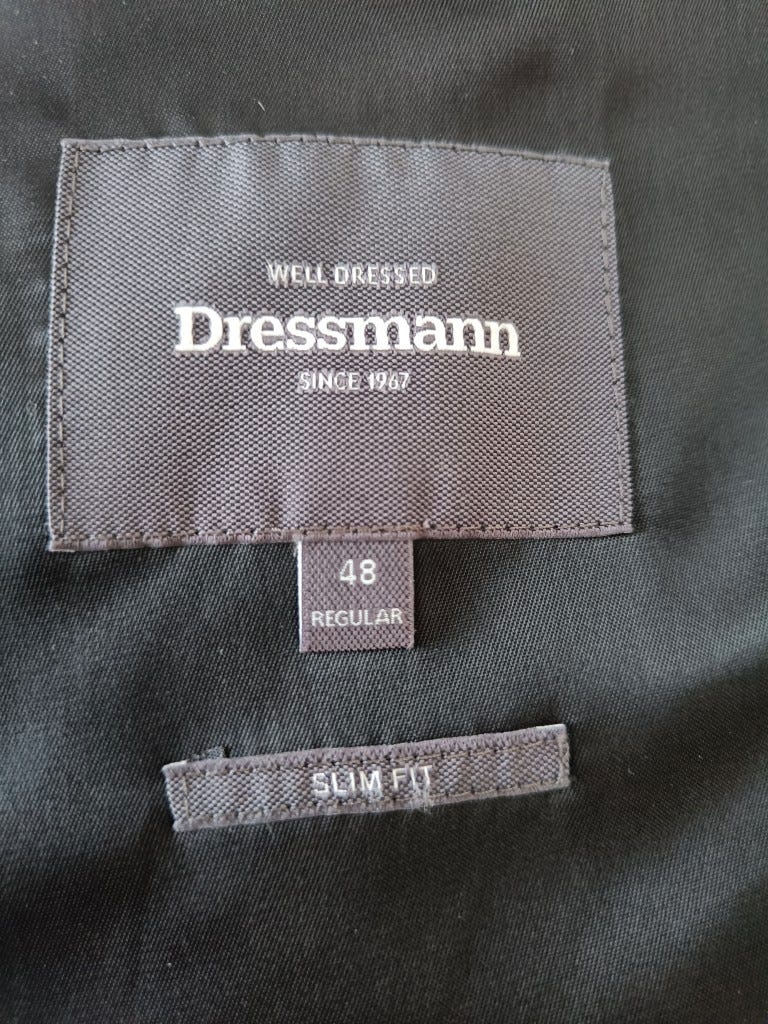 WELL DRESSED
Dressmann
SINCE 1967
48
REGULAR
SLIM FIT